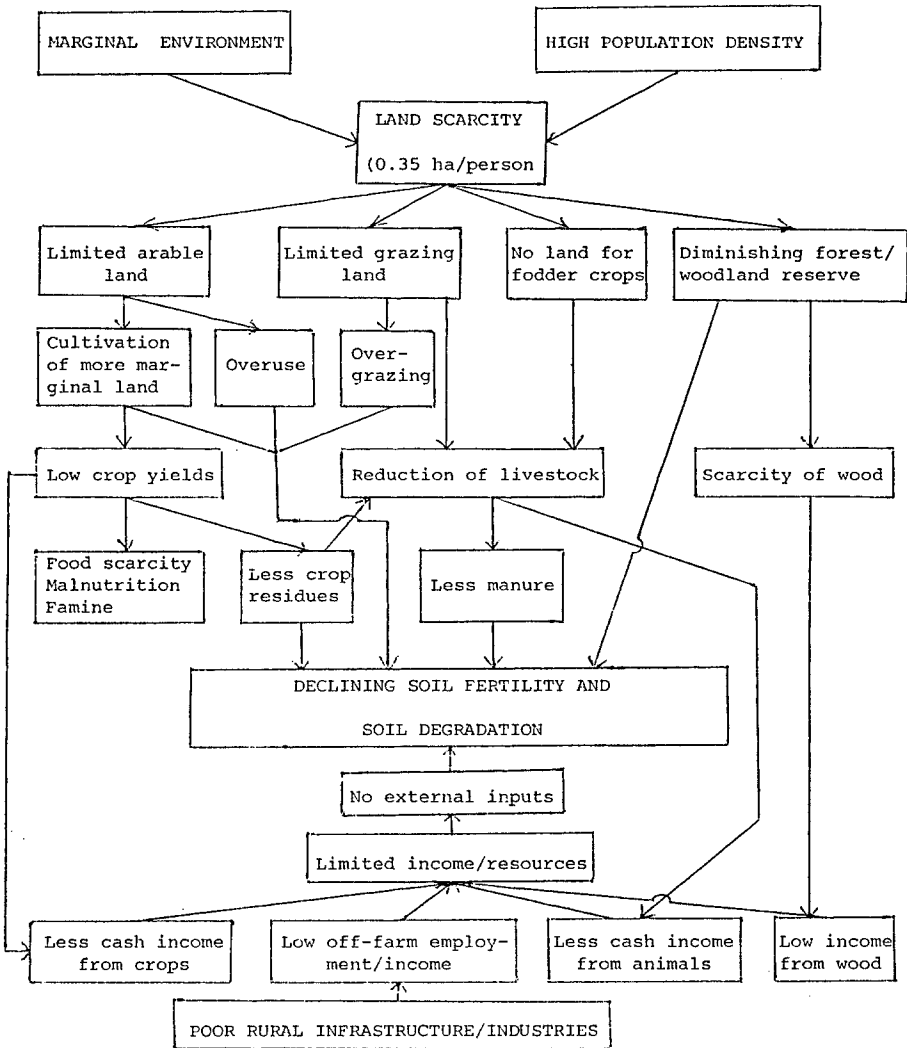 MARGINAL ENVIRONMENT
HIGH POPULATION DENSITY
LAND SCARCITY
(0.35 ha/person
Limited arable
land
Limited grazing
land
No land for
fodder crops
Diminishing forest/
woodland reserve
Cultivation
of more mar-
ginal land
Overuse
Over-
grazing
Low crop yields
Reduction of livestock
Scarcity of wood
Food scarcity
Malnutrition
Famine
Less crop
residues
Less manure
DECLINING SOIL FERTILITY AND
SOIL DEGRADATION
No external inputs
Limited income/resources
Less cash income
from crops
Low off-farm employ-
ment/income
Less cash income
from animals
Low income
from wood
POOR RURAL INFRASTRUCTURE/INDUSTRIES